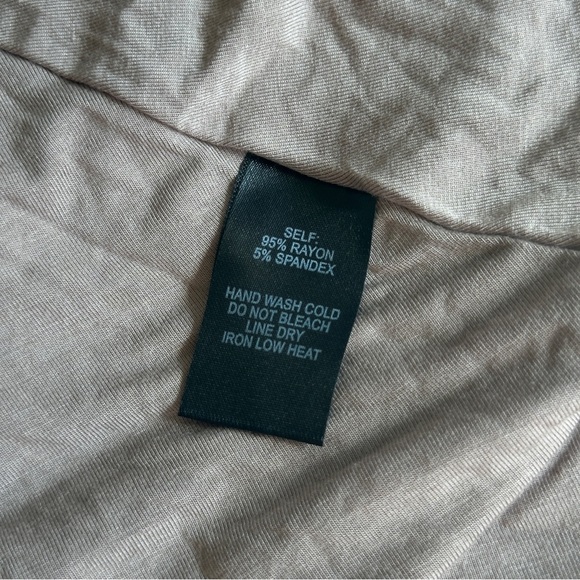 SELF:
95% RAYON
5% SPANDEX
HAND WASH COLD
DO NOT BLEACH
LINE DRY
IRON LOW HEAT